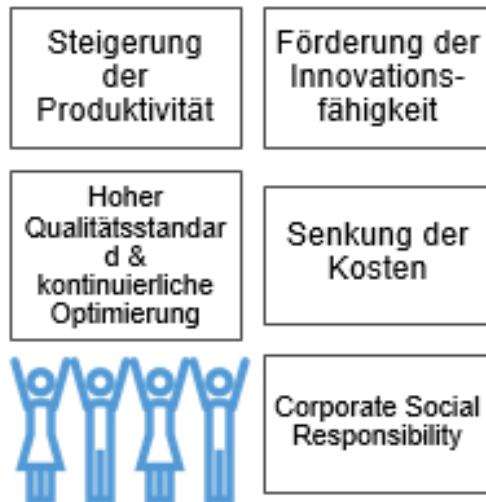 Steigerung
der
Produktivität
Förderung der
Innovations-
fähigkeit
Hoher
Qualitätsstandar
d &
kontinuierliche
Optimierung
Senkung der
Kosten
Corporate Social
Responsibility